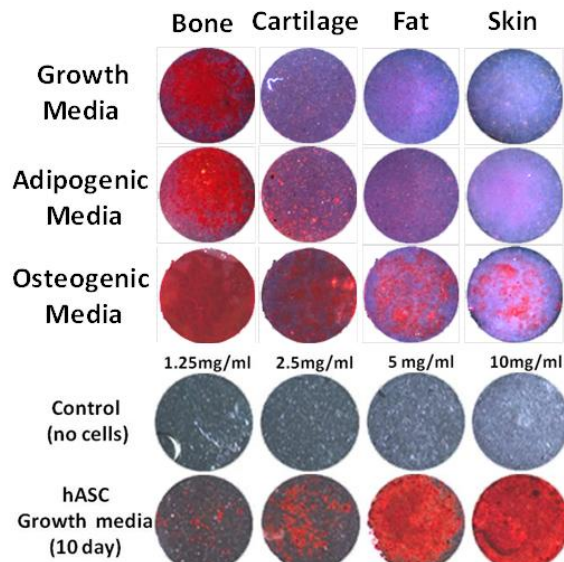 Bone Cartilage Fat Skin
Growth
Media
Adipogenic
Media
Osteogenic
Media
1.25mg/ml 2.5mg/ml 5 mg/ml 10mg/ml
Control
(no cells)
hASC
Growth media
(10 day)